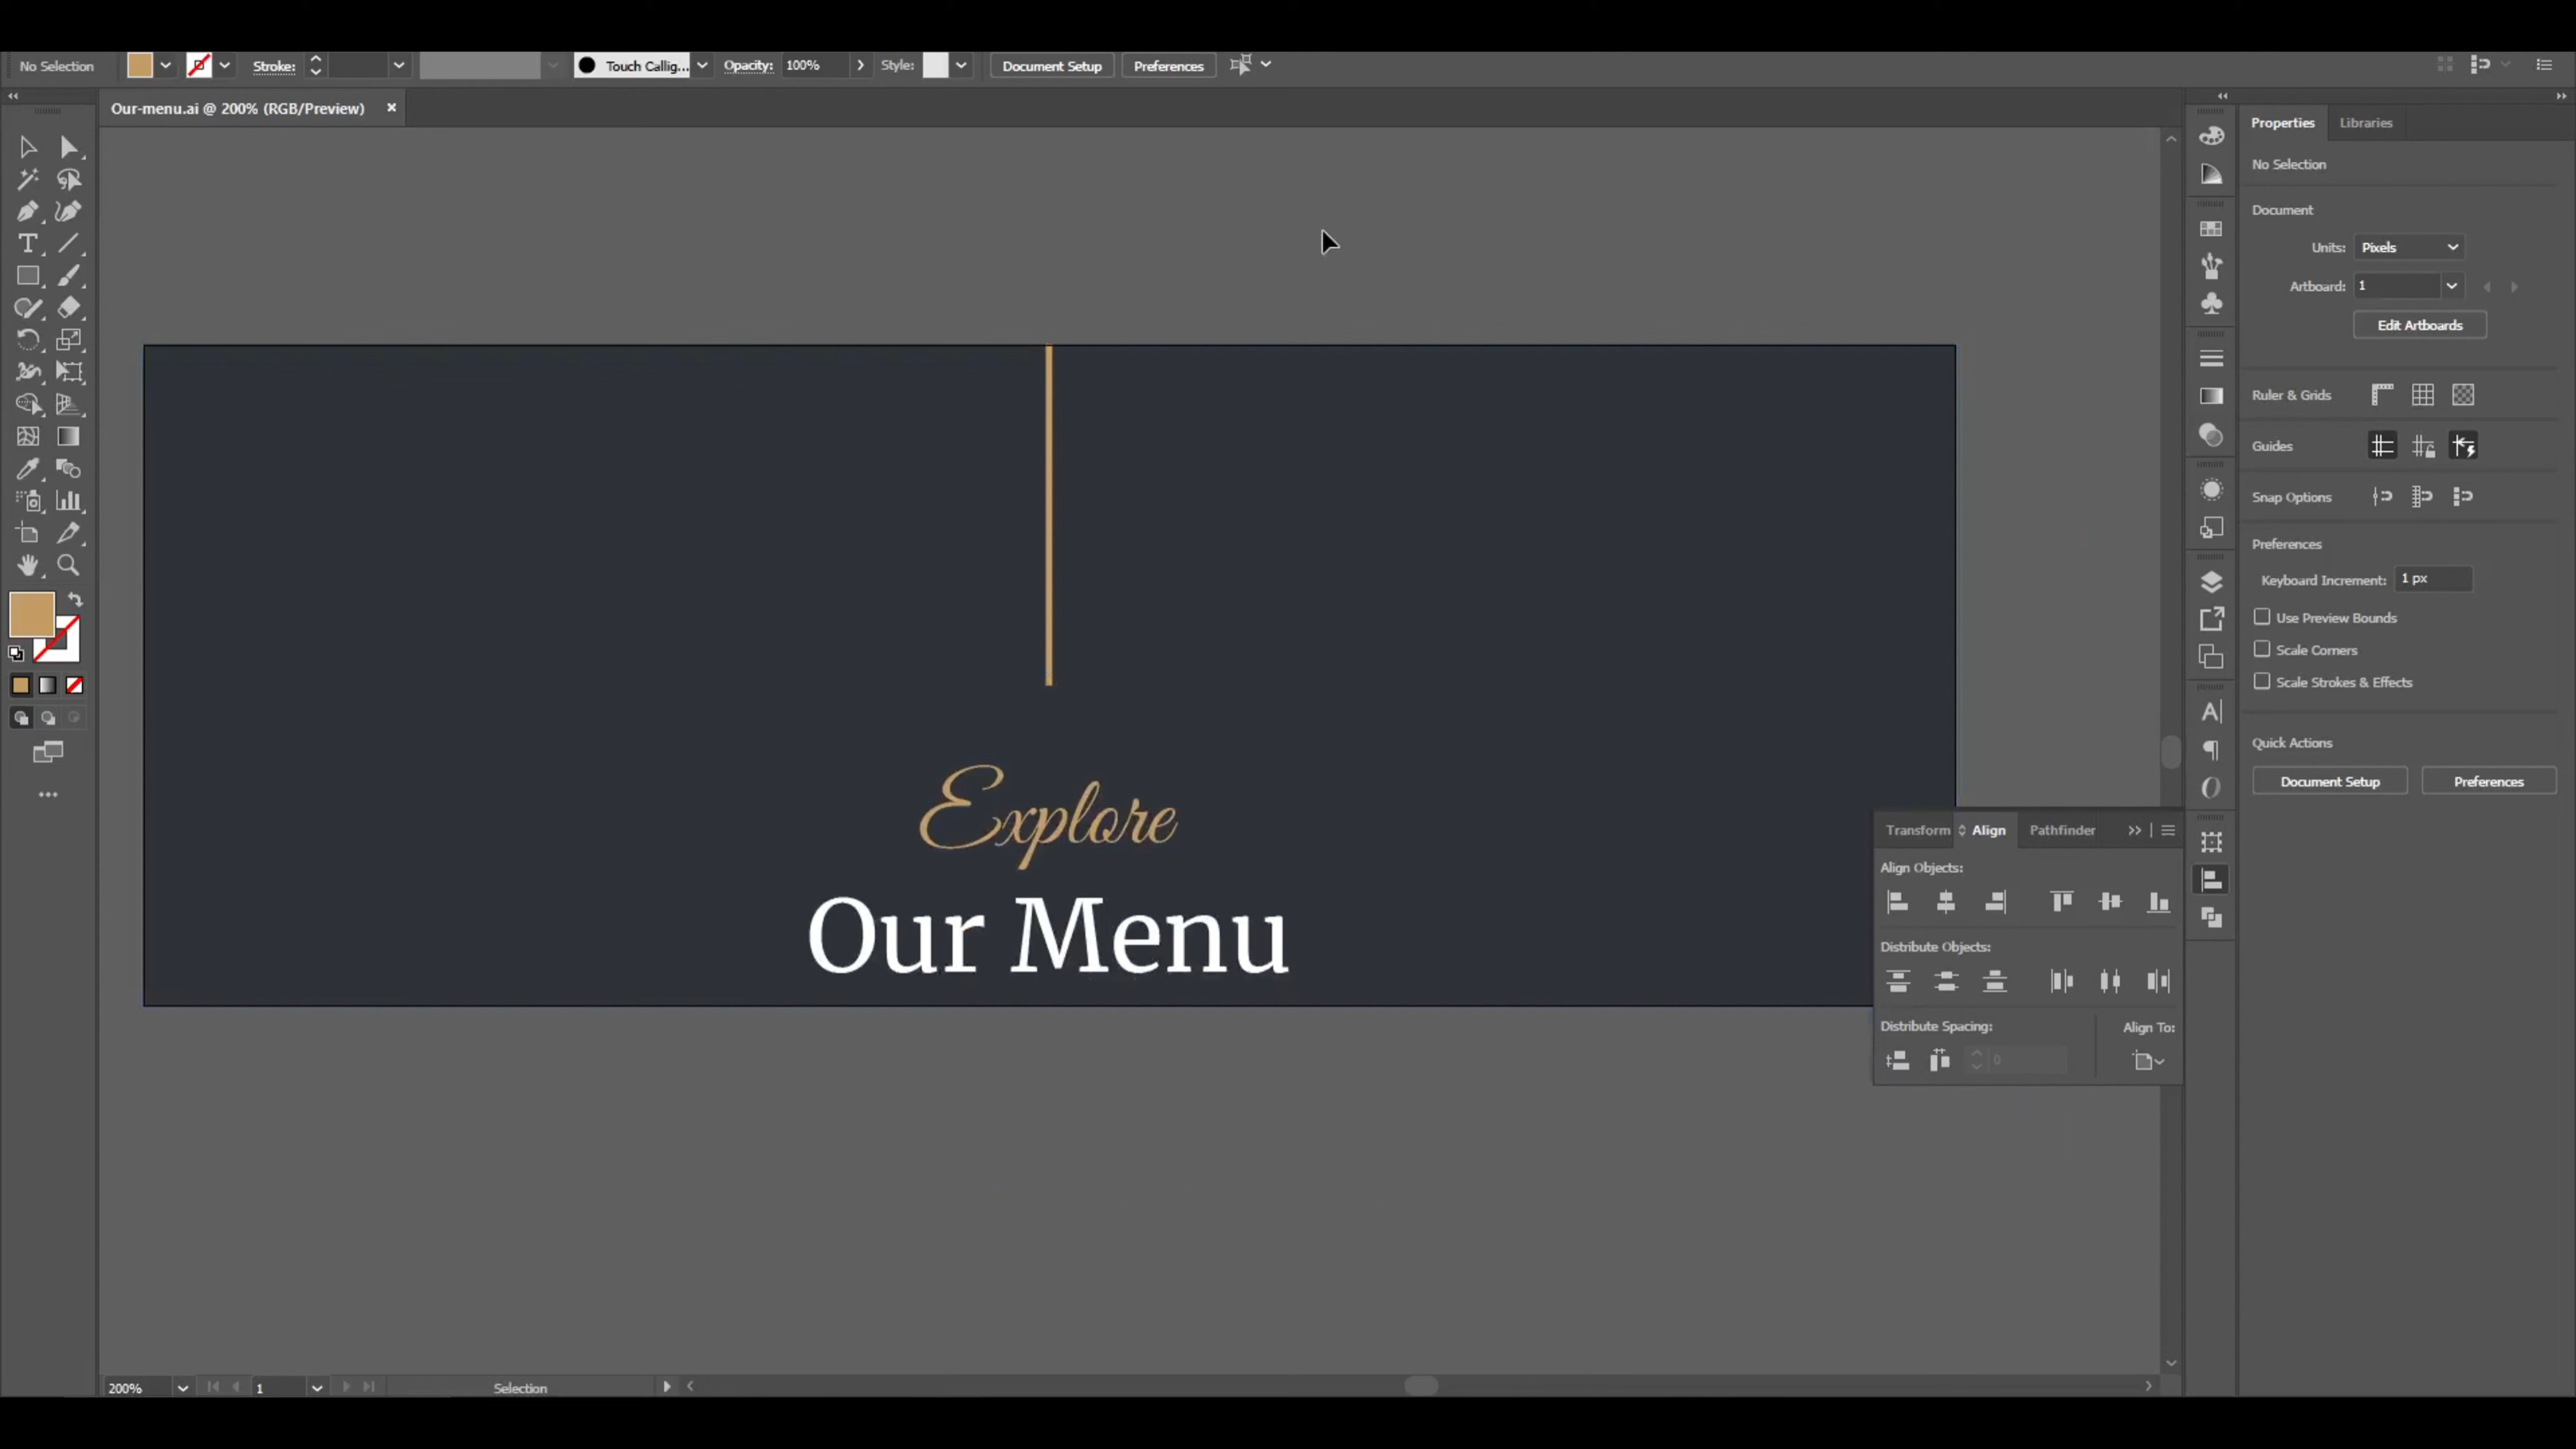 No Selection
Stroke:
Touch Callig...
Opacity:
100%
Style:
Document Setup
Preferences
Our-menu.ai @ 200% (RGB/Preview)
Explore
Our Menu
Transform
Align
Pathfinder
Align Objects:
Distribute Objects:
Distribute Spacing:
Align To:
0
Properties
Libraries
No Selection
Document
Units:
Pixels
Artboard:
1
Edit Artboards
Ruler & Grids
Guides
Snap Options
Preferences
Keyboard Increment:
1 px
Use Preview Bounds
Scale Corners
Scale Strokes & Effects
Quick Actions
Document Setup
Preferences
200%
1
Selection